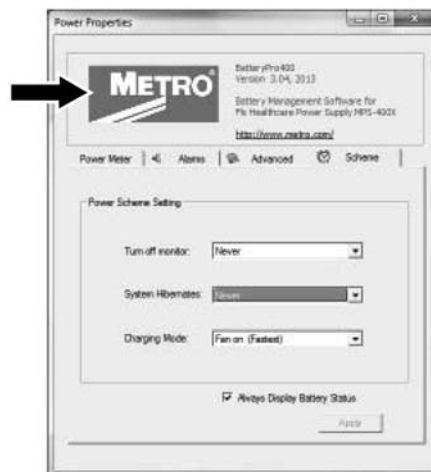 Power Properties
METRO®
BatteryPro400
Version 3.04, 2013
Battery Management Software for
Flo Healthcare Power Supply MPS-400X
http://www.metro.com/
Power Meter
Alarms
Advanced
Scheme
Power Scheme Setting
Turn off monitor:
Never
System Hibernates:
Never
Charging Mode:
Fan on (Fastest)
Always Display Battery Status
Apply